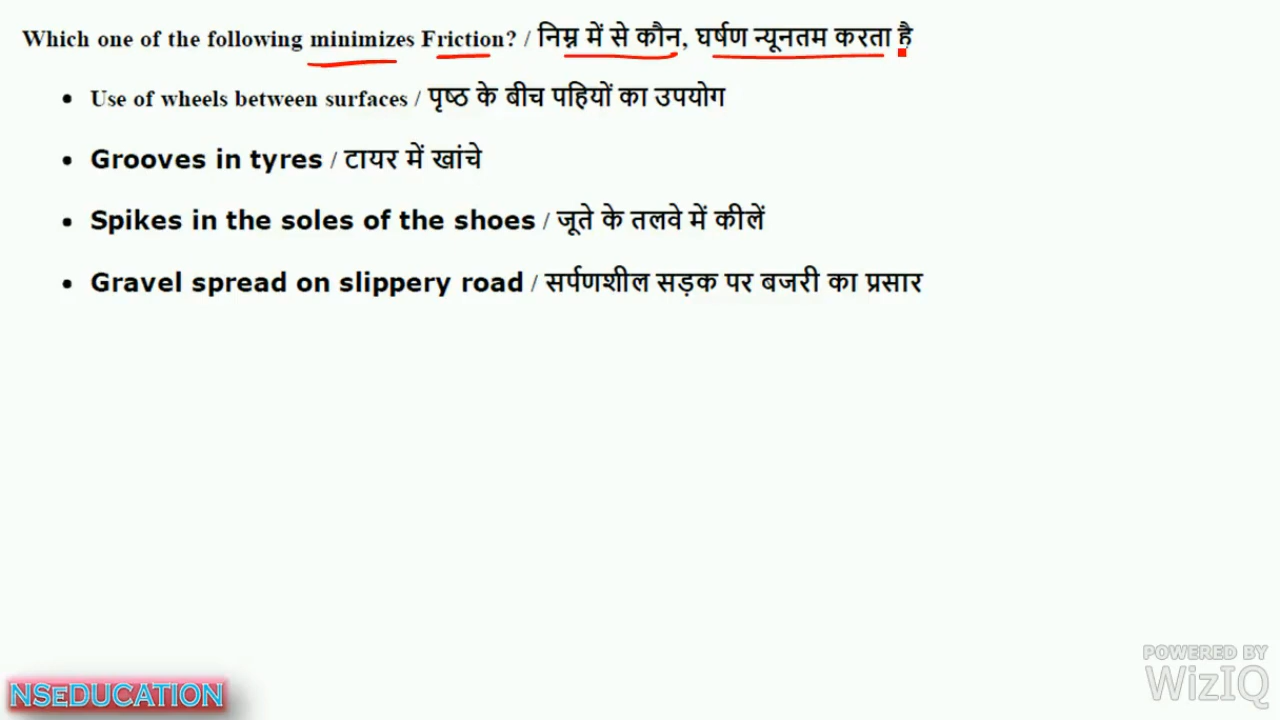 Which one of the following minimizes Friction? / निम्न में से कौन, घर्षण न्यूनतम करता है
• Use of wheels between surfaces / पृष्ठ के बीच पहियों का उपयोग
• Grooves in tyres / टायर में खांचे
• Spikes in the soles of the shoes / जूते के तलवे में कीलें
• Gravel spread on slippery road / सर्पणशील सड़क पर बजरी का प्रसार
POWERED BY
WizIQ
NSEDUCATION